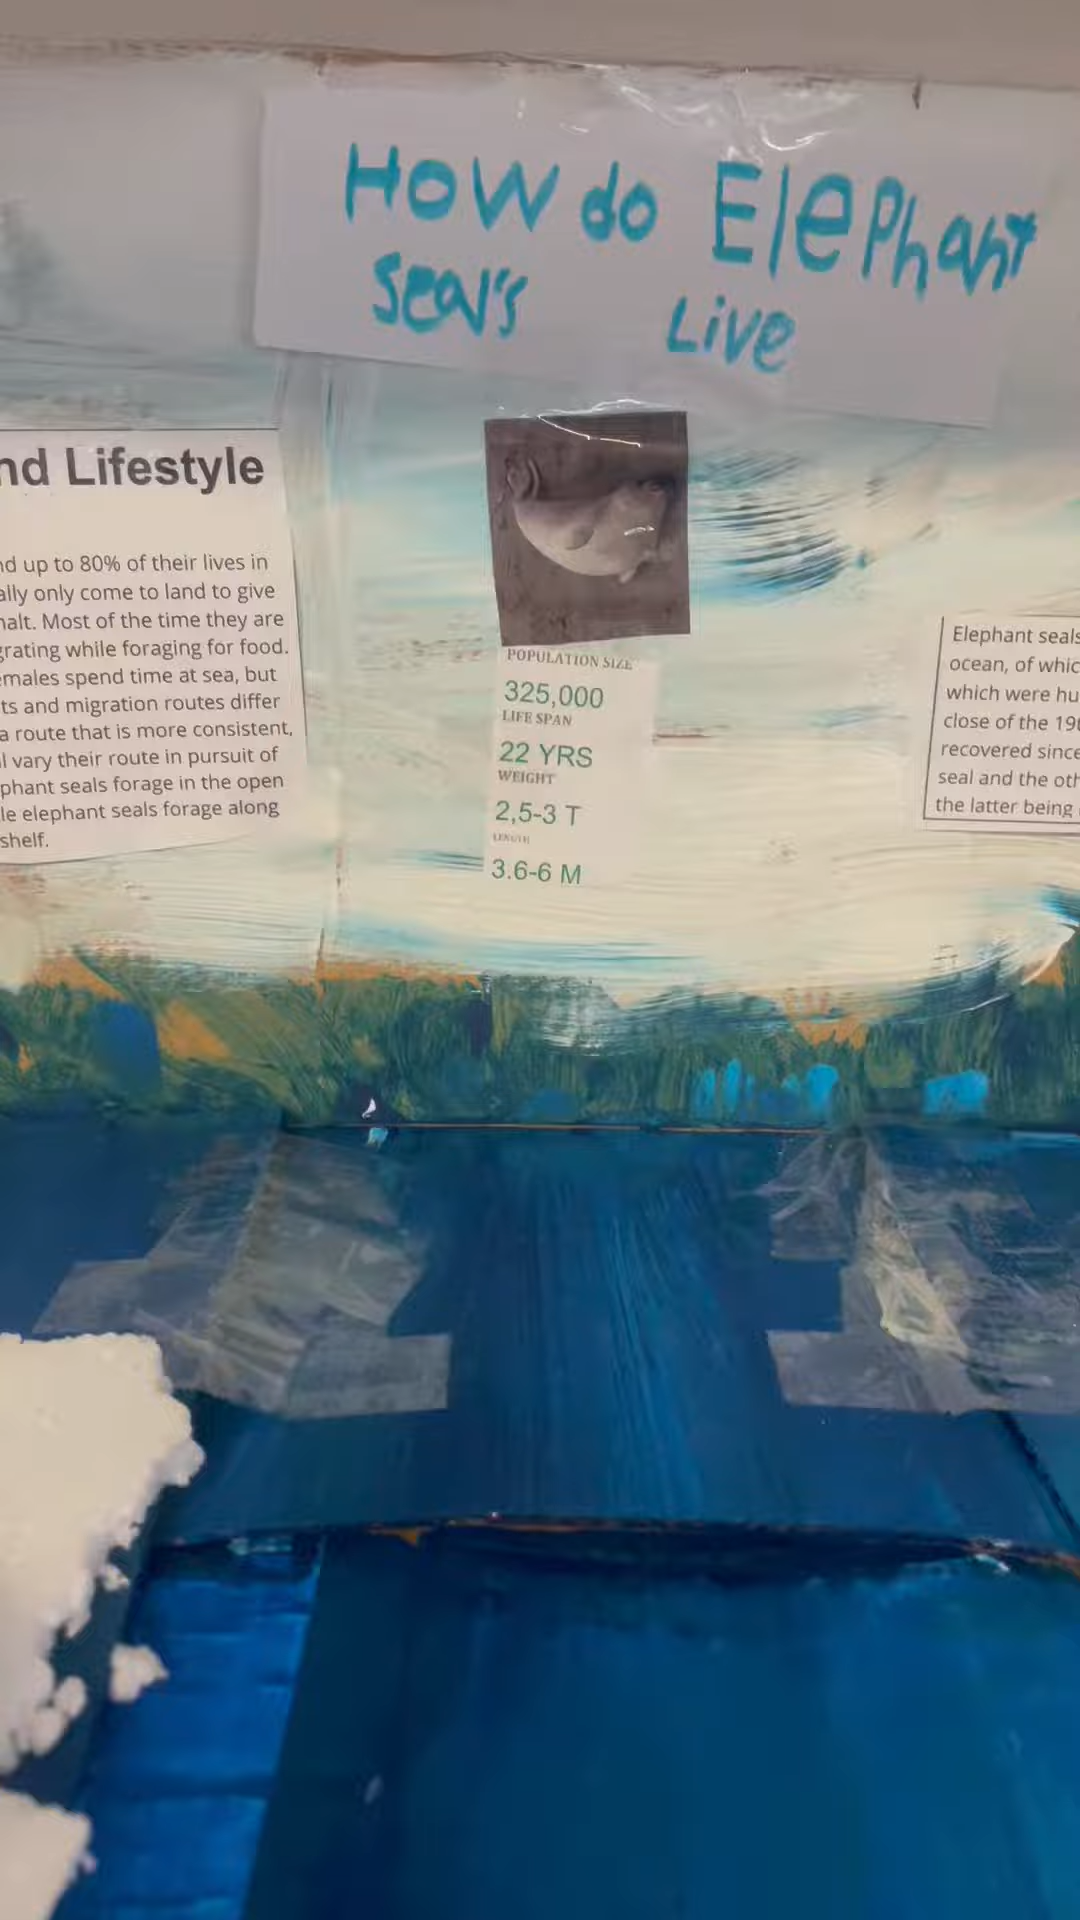 How do Elephant
Seal's Live
nd Lifestyle
nd up to 80% of their lives in
ally only come to land to give
halt. Most of the time they are
grating while foraging for food.
emales spend time at sea, but
ts and migration routes differ
a route that is more consistent,
l vary their route in pursuit of
phant seals forage in the open
le elephant seals forage along
shelf.
POPULATION SIZE
325,000
LIFE SPAN
22 YRS
WEIGHT
2,5-3 T
LENGTH
3.6-6 M
Elephant seals
ocean, of whic
which were hu
close of the 19
recovered since
seal and the oth
the latter being